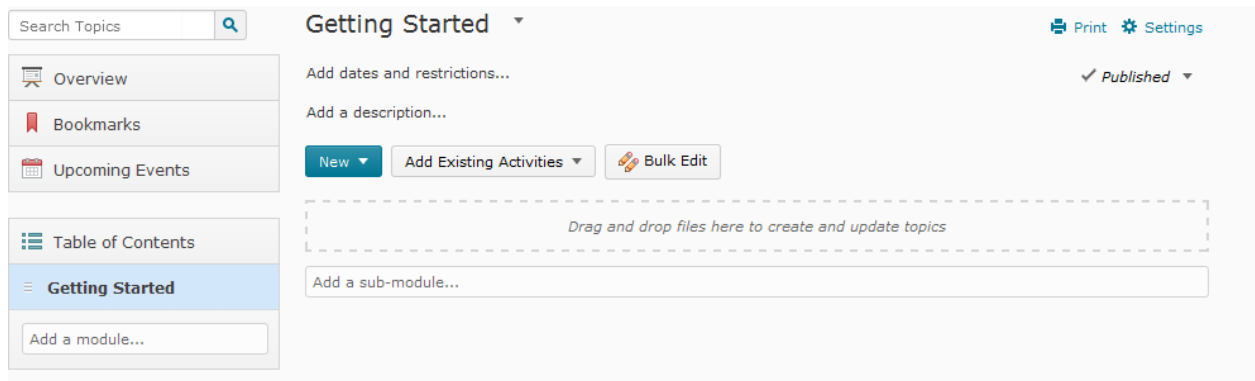 Search Topics
Overview
Bookmarks
Upcoming Events
Table of Contents
Getting Started
Add a module...
Getting Started
Print Settings
Add dates and restrictions...
Published
Add a description...
New Add Existing Activities Bulk Edit
Drag and drop files here to create and update topics
Add a sub-module...